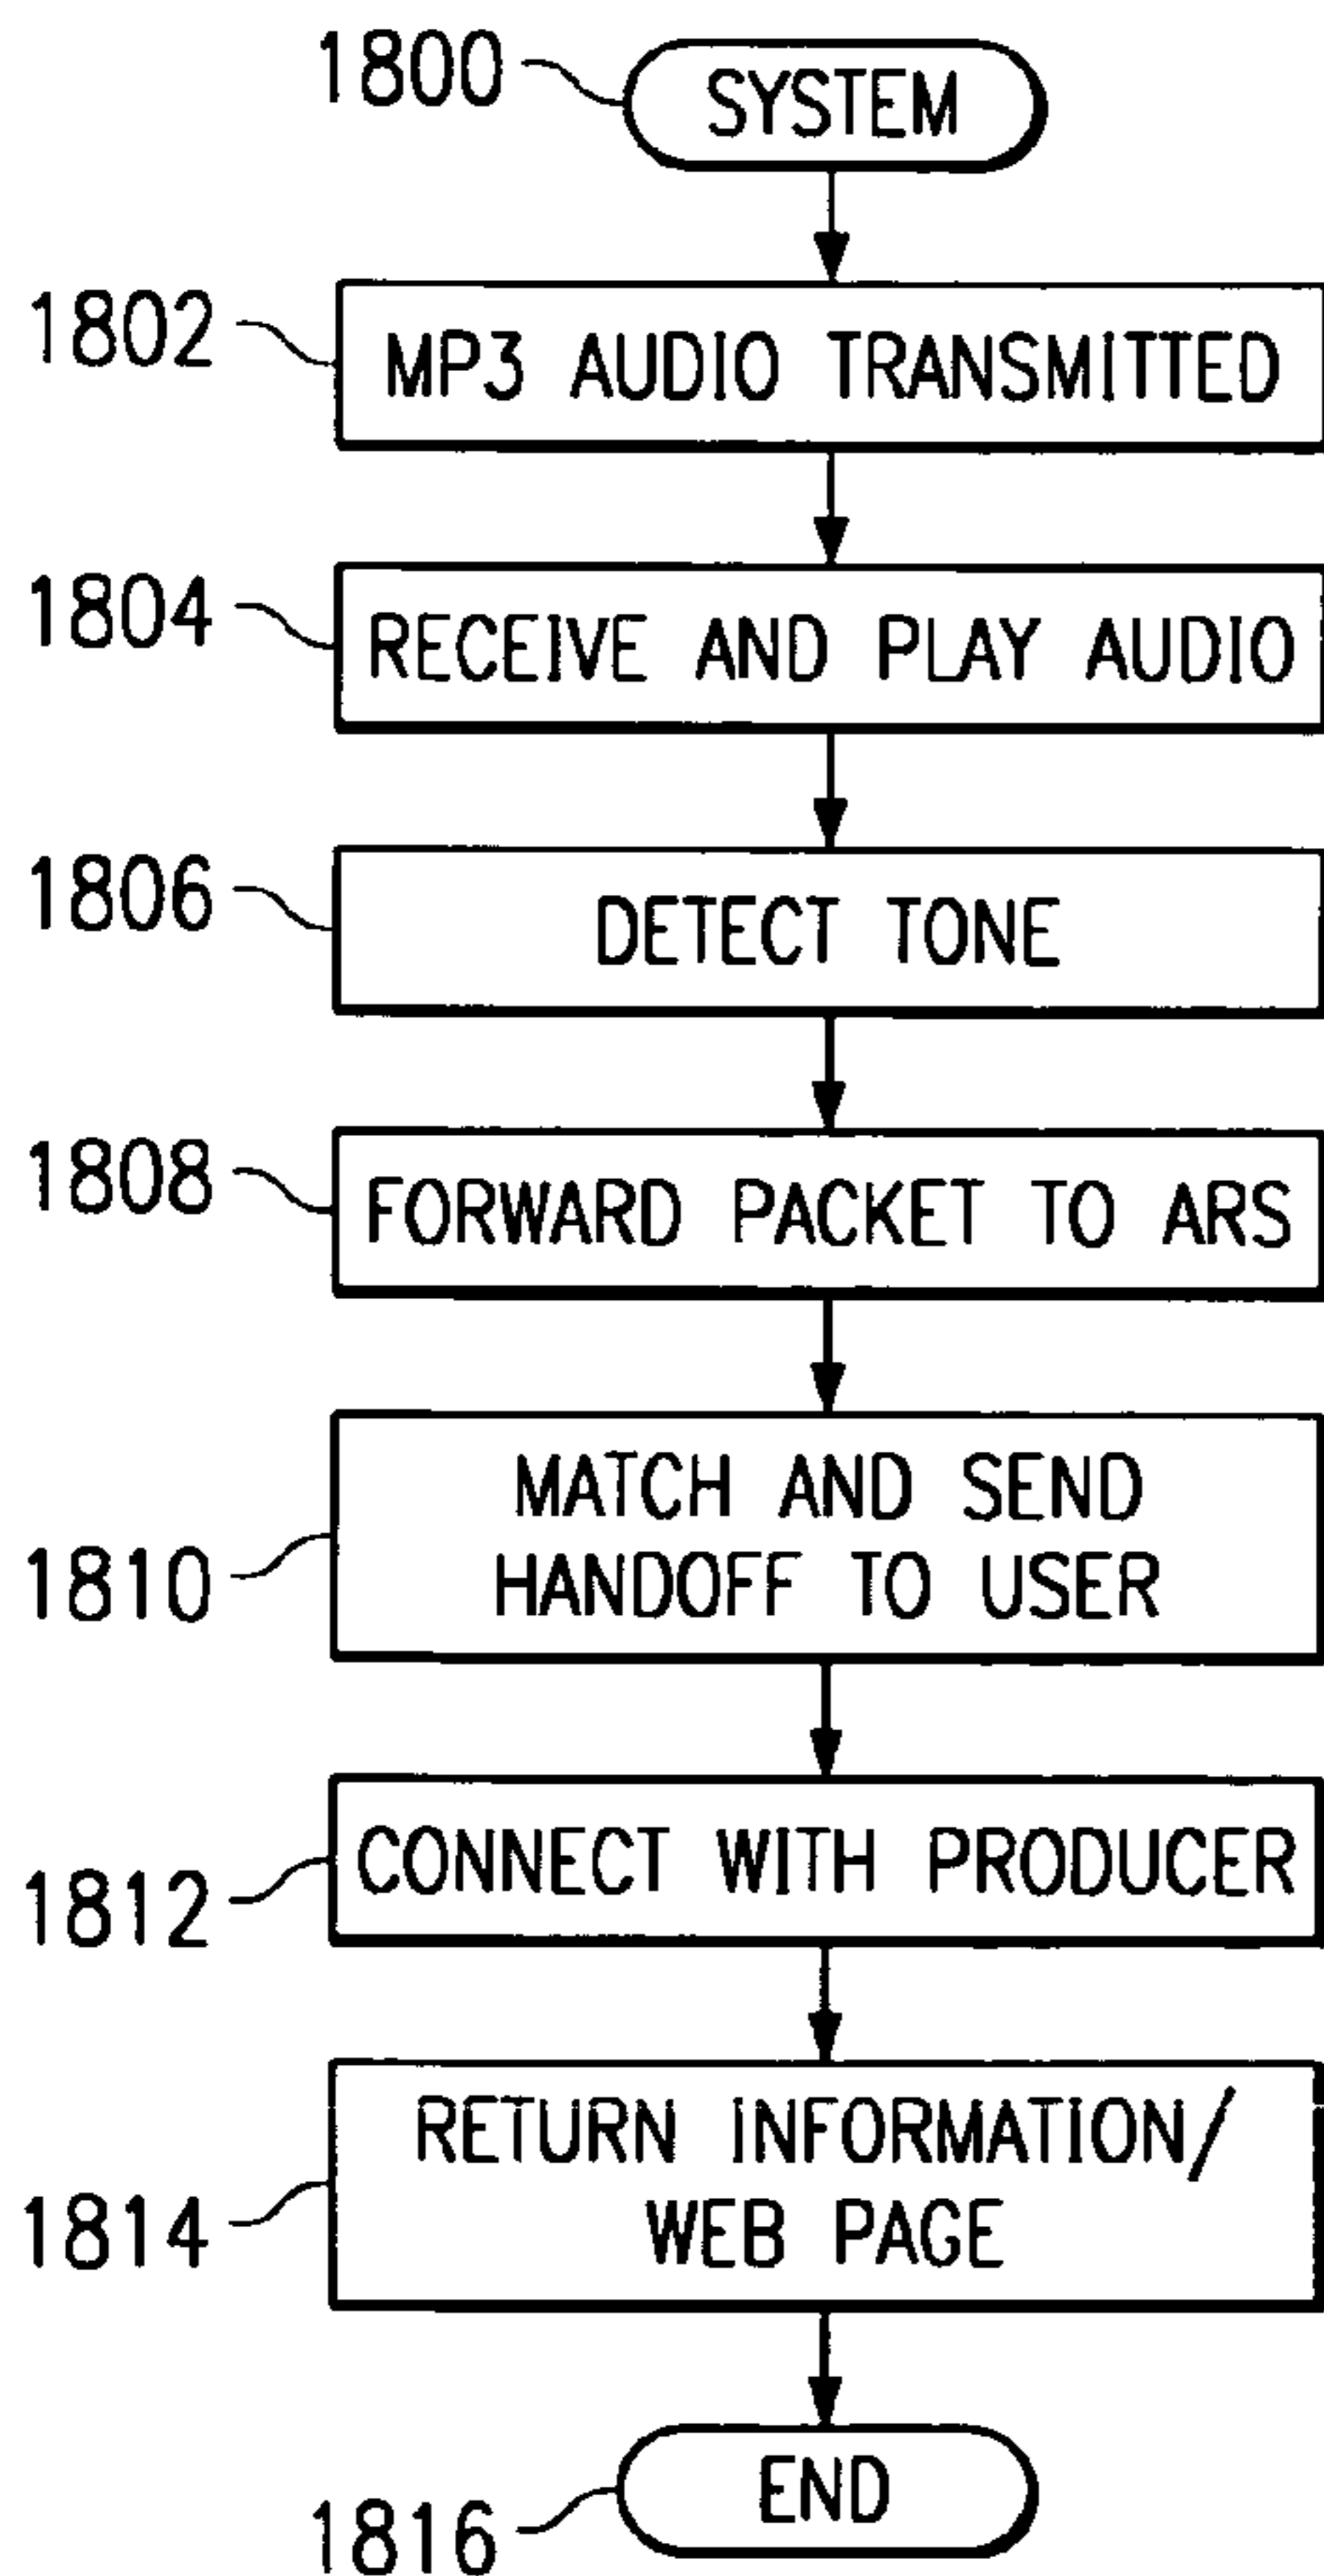 1800
SYSTEM
1802
MP3 AUDIO TRANSMITTED
1804
RECEIVE AND PLAY AUDIO
1806
DETECT TONE
1808
FORWARD PACKET TO ARS
1810
MATCH AND SEND
HANDOFF TO USER
1812
CONNECT WITH PRODUCER
1814
RETURN INFORMATION/
WEB PAGE
1816
END